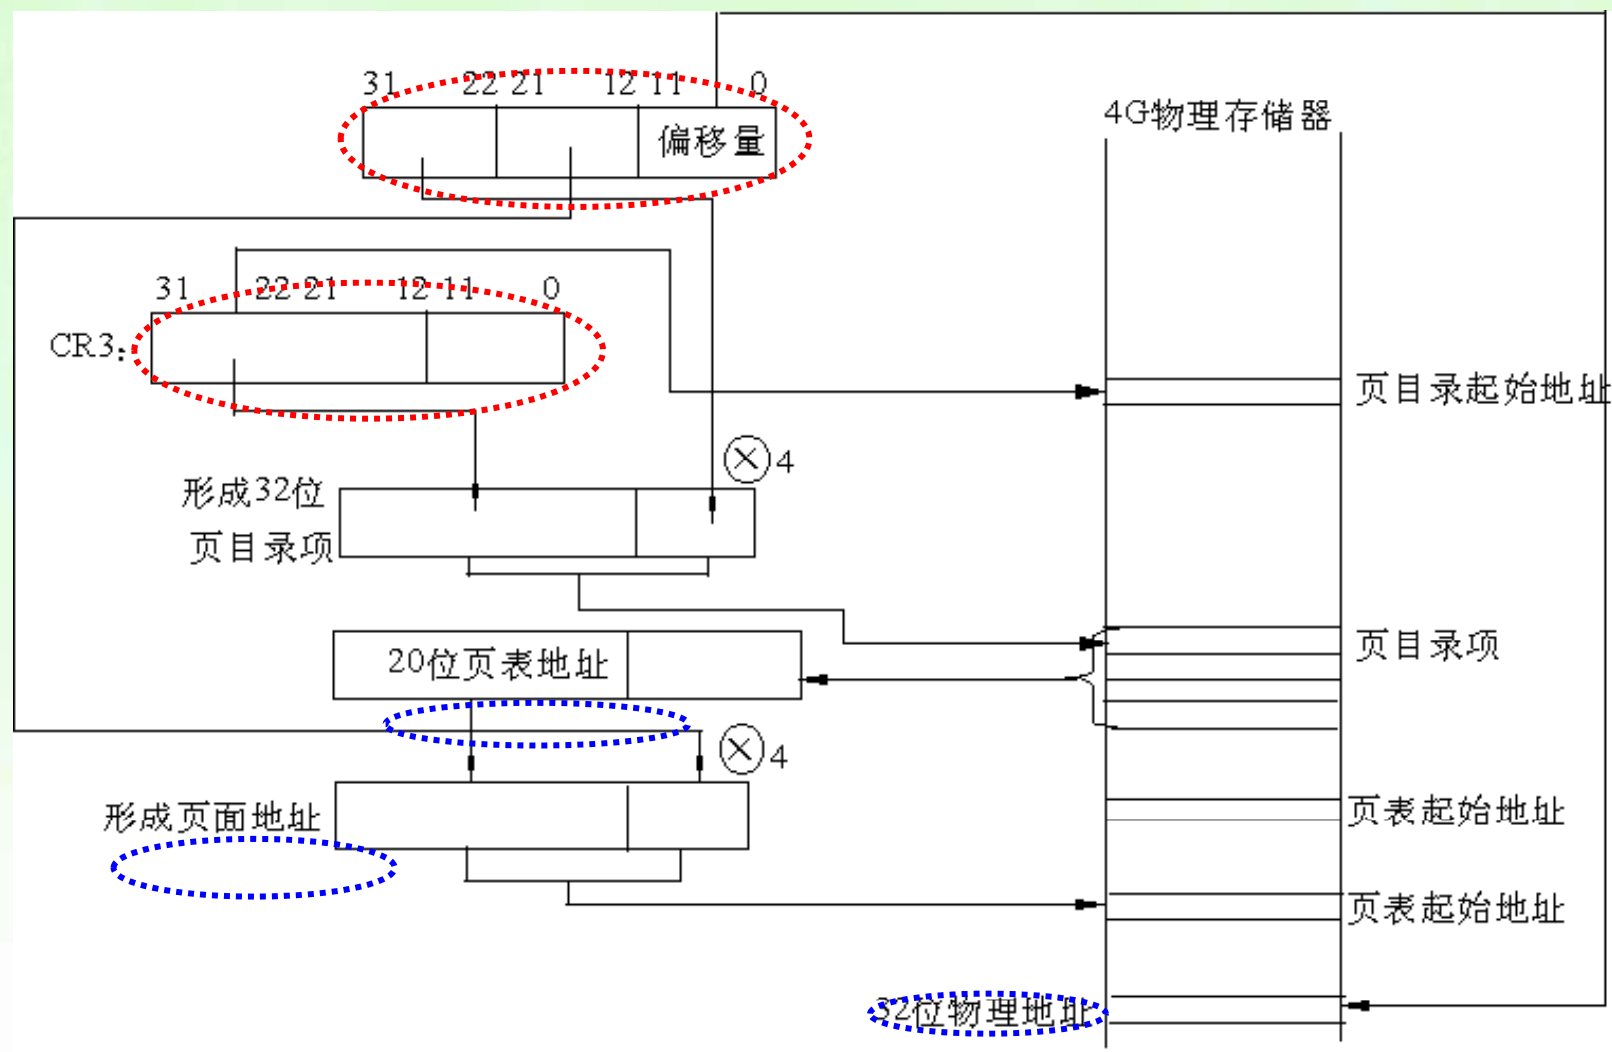 31 22 21 12 11 0
偏移量
4G物理存储器
31 22 21 12 11 0
CR3:
页目录起始地址
4
形成32位
页目录项
页目录项
20位页表地址
4
形成页面地址
页表起始地址
页表起始地址
32位物理地址